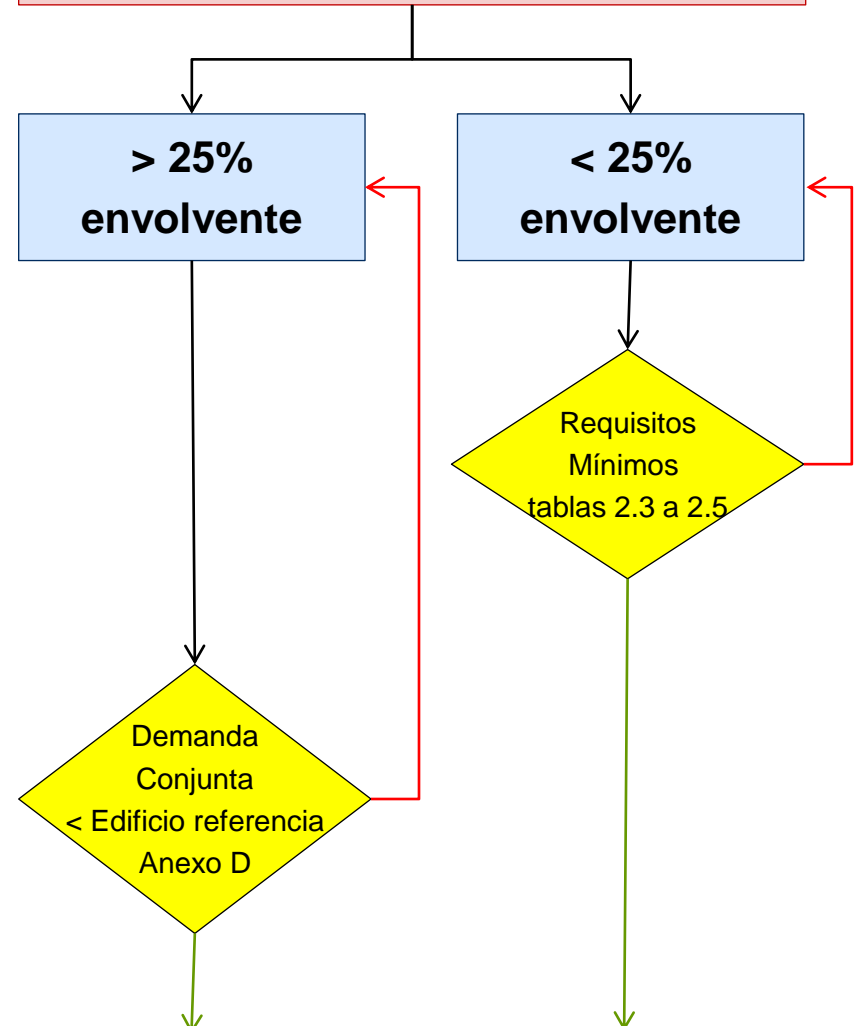 > 25%
envolvente
< 25%
envolvente
Requisitos
Mínimos
tablas 2.3 a 2.5
Demanda
Conjunta
< Edificio referencia
Anexo D